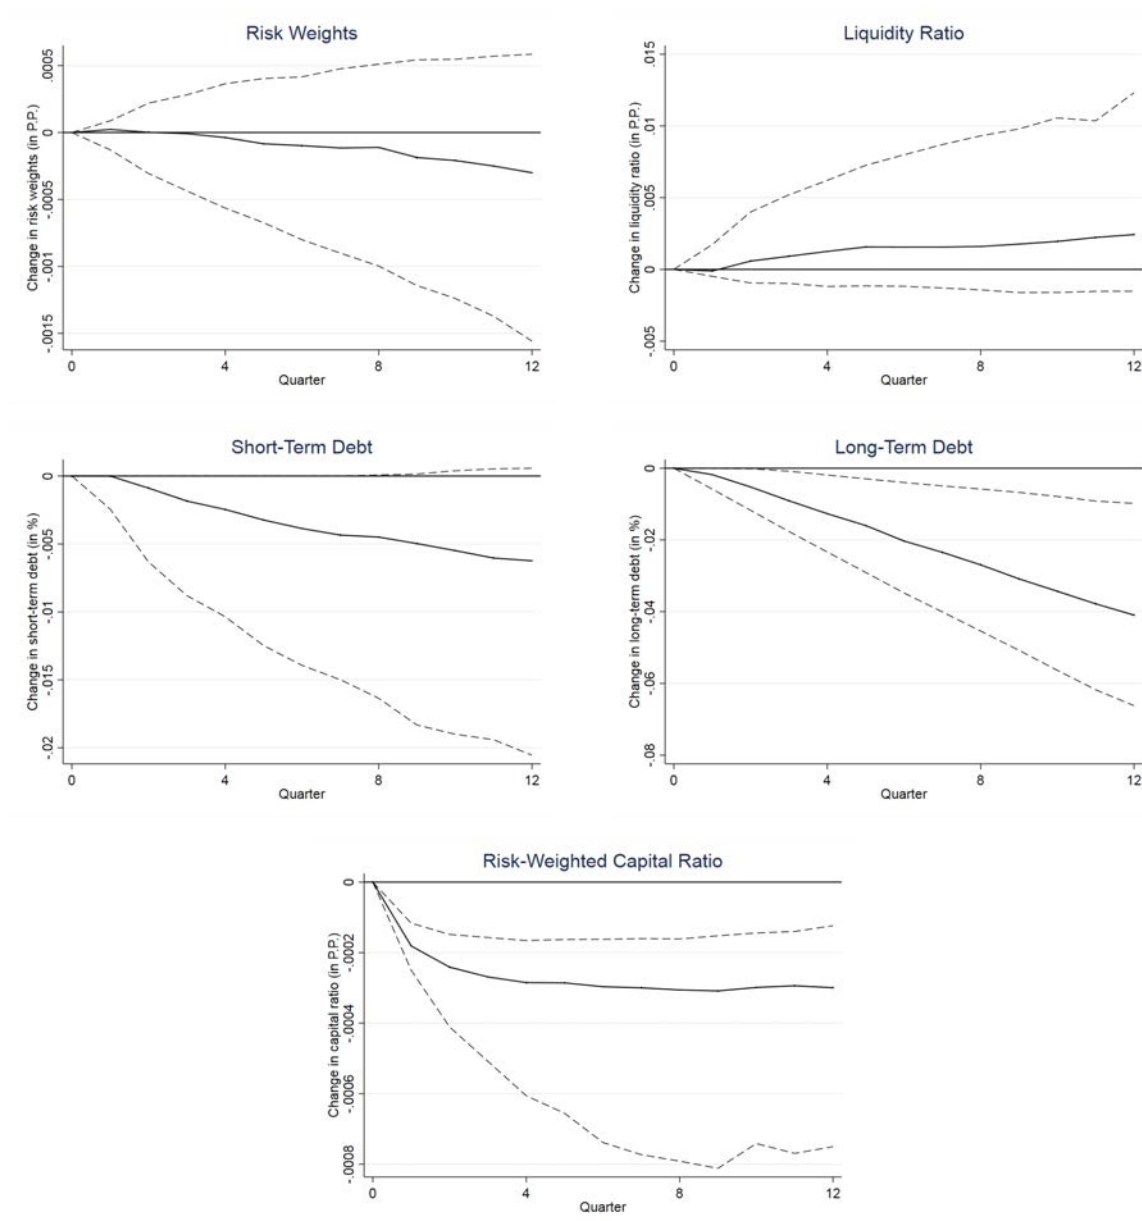 Risk Weights
Change in risk weights (in P.P.)
.0005
0
-.0005
-.001
-.0015
0 4 8 12
Quarter
Liquidity Ratio
Change in liquidity ratio (in P.P.)
.015
.01
.005
0
-.005
0 4 8 12
Quarter
Short-Term Debt
Change in short-term debt (in %)
0
-.005
-.01
-.015
-.02
0 4 8 12
Quarter
Long-Term Debt
Change in long-term debt (in %)
0
-.02
-.04
-.06
-.08
0 4 8 12
Quarter
Risk-Weighted Capital Ratio
Change in capital ratio (in P.P.)
0
-.0002
-.0004
-.0006
-.0008
0 4 8 12
Quarter